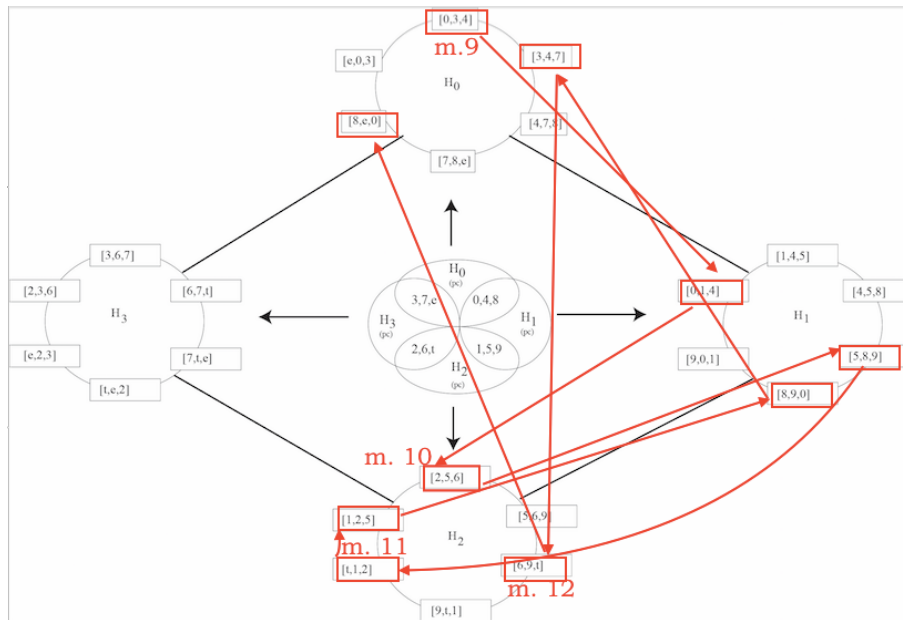 [0,3,4]
m.9
[3,4,7]
[e,0,3]
H0
[8,e,0]
[4,7,8]
[7,8,e]
[3,6,7]
[2,3,6]
[6,7,t]
H3
[e,2,3]
[7,t,e]
[t,e,2]
H0
(pc)
3,7,e
0,4,8
H3
(pc)
H1
(pc)
2,6,t
1,5,9
H2
(pc)
[1,4,5]
[0,1,4]
[4,5,8]
H1
[9,0,1]
[5,8,9]
[8,9,0]
m. 10
[2,5,6]
[1,2,5]
[5,6,9]
H2
m. 11
[t,1,2]
[6,9,t]
m. 12
[9,t,1]